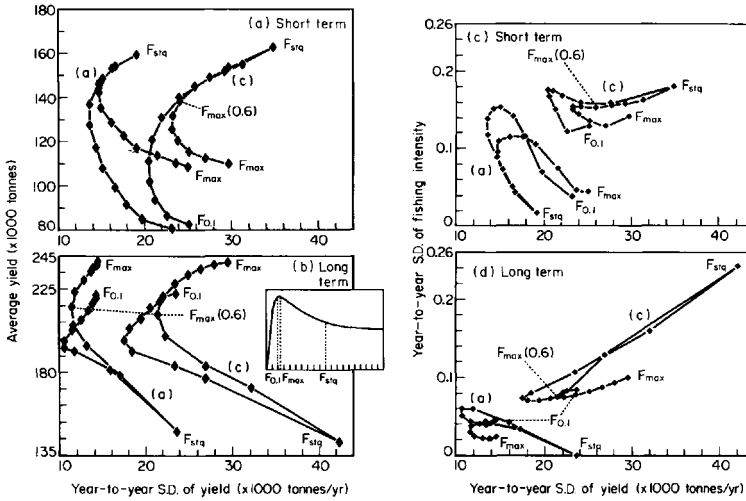 (a) Short term
F stq
(a)
(c)
Fmax(0.6)
Fmax
Fmax
F0.1
160
180
160
140
120
110
80
10 20 30 40
Average yield (x1000 tonnes)
(b) Long term
Fmax
F0.1
Fmax
F0.1
Fmax(0.6)
(c)
(a)
Fstq
Fstq
F0.1 Fmax Fstq
245
225
180
135
10 20 30 40
Year-to-year S.D. of yield (x1000 tonnes/yr)
(c) Short term
Fmax(0.6)
Fstq
(c)
Fmax
F0.1
(a)
Fmax
F0.1
Fstq
0.26
0.2
0.1
0
10 20 30 40
Year-to-year S.D. of fishing intensity
(d) Long term
Fstq
(c)
Fmax(0.6)
Fmax
(a)
F0.1
Fmax
Fstq
0.26
0.2
0.1
0
10 20 30 40
Year-to-year S.D. of yield (x1000 tonnes/yr)